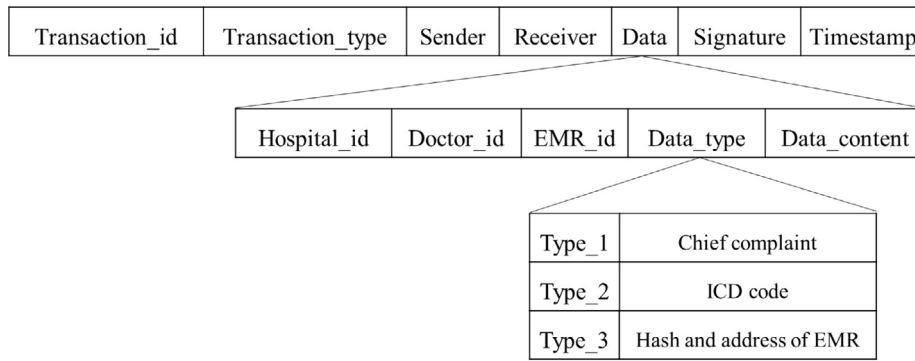 Transaction_id Transaction_type Sender Receiver Data Signature Timestamp
Hospital_id Doctor_id EMR_id Data_type Data_content
Type_1 Chief complaint
Type_2 ICD code
Type_3 Hash and address of EMR